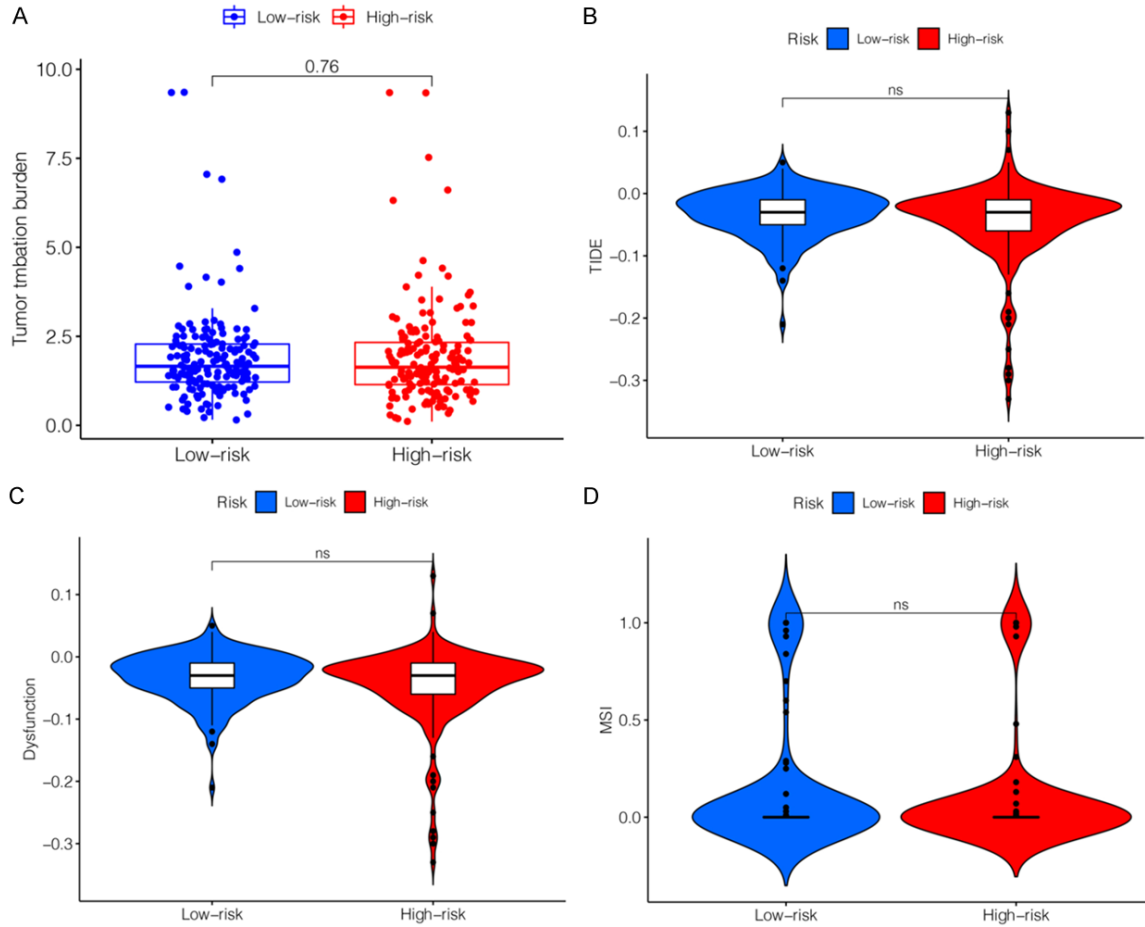 A
Low-risk High-risk
Tumor tmbation burden
10.0
7.5
5.0
2.5
0.0
0.76
Low-risk High-risk
B
Risk Low-risk High-risk
TIDE
0.1
0.0
-0.1
-0.2
-0.3
ns
Low-risk High-risk
C
Risk Low-risk High-risk
Dysfunction
0.1
0.0
-0.1
-0.2
-0.3
ns
Low-risk High-risk
D
Risk Low-risk High-risk
MSI
1.0
0.5
0.0
ns
Low-risk High-risk